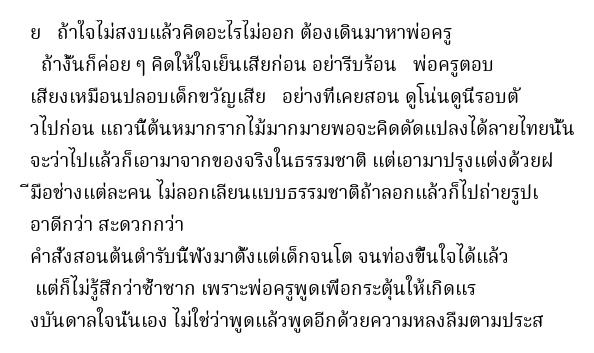 ย   ถ้าใจไม่สงบแล้วคิดอะไรไม่ออก ต้องเดินมาหาพ่อครู
ถ้างั้นก็ค่อย ๆ คิดให้ใจเย็นเสียก่อน อย่ารีบร้อน   พ่อครูตอบ
เสียงเหมือนปลอบเด็กขวัญเสีย   อย่างที่เคยสอน ดูโน่นดูนี่รอบตั
วไปก่อน แถวนี้ต้นหมากรากไม้มากมายพอจะคิดดัดแปลงได้ลายไทยนั้น
จะว่าไปแล้วก็เอามาจากของจริงในธรรมชาติ แต่เอามาปรุงแต่งด้วยฝ
ีมือช่างแต่ละคน ไม่ลอกเลียนแบบธรรมชาติถ้าลอกแล้วก็ไปถ่ายรูปเ
อาดีกว่า สะดวกกว่า
คำสั่งสอนต้นตำรับนี้ฟังมาตั้งแต่เด็กจนโต จนท่องขึ้นใจได้แล้ว
แต่ก็ไม่รู้สึกว่าซ้ำซาก เพราะพ่อครูพูดเพื่อกระตุ้นให้เกิดแร
งบันดาลใจนั่นเอง ไม่ใช่ว่าพูดแล้วพูดอีกด้วยความหลงลืมตามประส